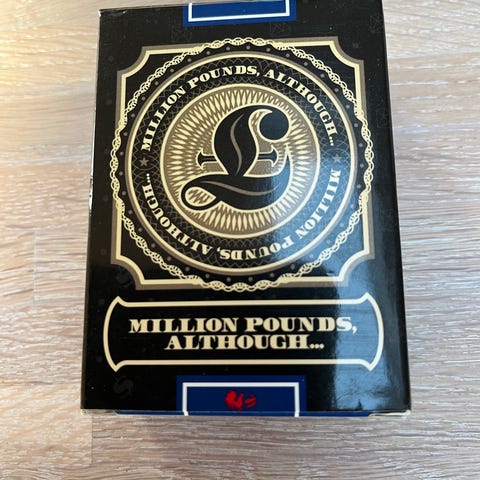 MILLION POUNDS, ALTHOUGH...
£
MILLION POUNDS, ALTHOUGH...
MILLION POUNDS,
ALTHOUGH...